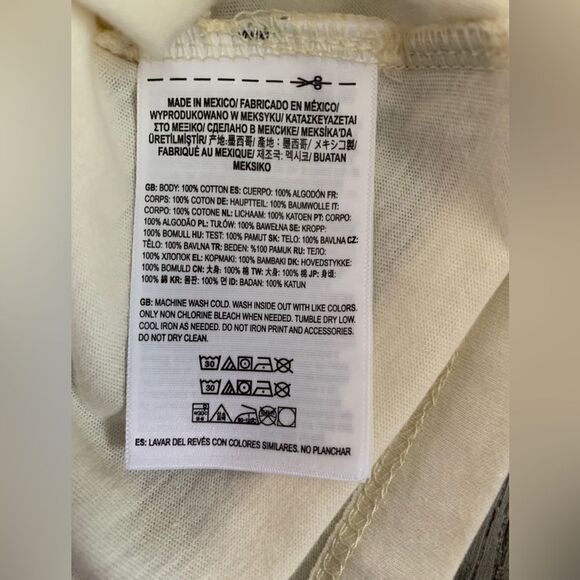 MADE IN MEXICO/ FABRICADO EN MÉXICO/
WYPRODUKOWANO W MEKSYKU/ ΚΑΤΑΣΚΕΥΑΖΕΤΑΙ
ΣΤΟ ΜΕΞΙΚΟ/ СДЕЛАНО В МЕКСИКЕ/ MEKSİKA'DA
ÜRETİLMİŞTİR/ 产地: 墨西哥/ 產地: 墨西哥/ メキシコ製/
FABRIQUÉ AU MEXIQUE/ 제조국: 멕시코/ BUATAN
MEKSIKO
GB: BODY: 100% COTTON ES: CUERPO: 100% ALGODÓN FR:
CORPS: 100% COTON DE: HAUPTTEIL: 100% BAUMWOLLE IT:
CORPO: 100% COTONE NL: LICHAAM: 100% KATOEN PT: CORPO:
100% ALGODÃO PL: TUŁÓW: 100% BAWEŁNA SE: KROPP:
100% BOMULL HU: TEST: 100% PAMUT SK: TELO: 100% BAVLNA CZ:
TĚLO: 100% BAVLNA TR: BEDEN: %100 PAMUK RU: ТЕЛО:
100% ХЛОПОК EL: ΚΟΡΜΑΚΙ: 100% ΒΑΜΒΑΚΙ DK: HOVEDSTYKKE:
100% BOMULD CN: 大身: 100% 棉 TW: 大身: 100% 棉 JP: 身頃:
100% 綿 KR: 몸판: 100% 면 ID: BADAN: 100% KATUN
GB: MACHINE WASH COLD. WASH INSIDE OUT WITH LIKE COLORS.
ONLY NON CHLORINE BLEACH WHEN NEEDED. TUMBLE DRY LOW.
COOL IRON AS NEEDED. DO NOT IRON PRINT AND ACCESSORIES.
DO NOT DRY CLEAN.
30
30
ES: LAVAR DEL REVÉS CON COLORES SIMILARES. NO PLANCHAR